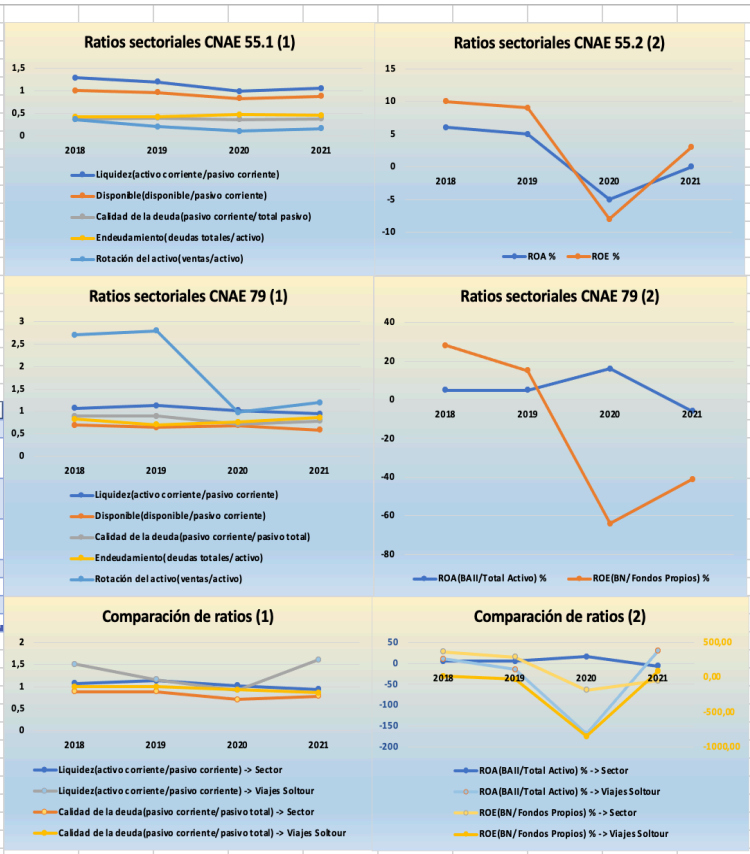 Ratios sectoriales CNAE 55.1 (1)
1,5
1
0,5
0
2018 2019 2020 2021
Liquidez(activo corriente/pasivo corriente)
Disponible(disponible/pasivo corriente)
Calidad de la deuda(pasivo corriente/total pasivo)
Endeudamiento(deudas totales/activo)
Rotación del activo(ventas/activo)
Ratios sectoriales CNAE 55.2 (2)
15
10
5
0
-5
-10
2018 2019 2020 2021
ROA % ROE %
Ratios sectoriales CNAE 79 (1)
3
2,5
2
1,5
1
0,5
0
2018 2019 2020 2021
Liquidez(activo corriente/pasivo corriente)
Disponible(disponible/pasivo corriente)
Calidad de la deuda(pasivo corriente/pasivo total)
Endeudamiento(deudas totales/activo)
Rotación del activo(ventas/activo)
Ratios sectoriales CNAE 79 (2)
40
20
0
-20
-40
-60
-80
2018 2019 2020 2021
ROA(BAII/Total Activo) % ROE(BN/Fondos Propios) %
Comparación de ratios (1)
2
1,5
1
0,5
0
2018 2019 2020 2021
Liquidez(activo corriente/pasivo corriente) -> Sector
Liquidez(activo corriente/pasivo corriente) -> Viajes Soltour
Calidad de la deuda(pasivo corriente/pasivo total) -> Sector
Calidad de la deuda(pasivo corriente/pasivo total) -> Viajes Soltour
Comparación de ratios (2)
50 500,00
0 0,00
-50 -500,00
-100 -1000,00
-150
-200
2018 2019 2020 2021
ROA(BAII/Total Activo) % -> Sector
ROA(BAII/Total Activo) % -> Viajes Soltour
ROE(BN/Fondos Propios) % -> Sector
ROE(BN/Fondos Propios) % -> Viajes Soltour